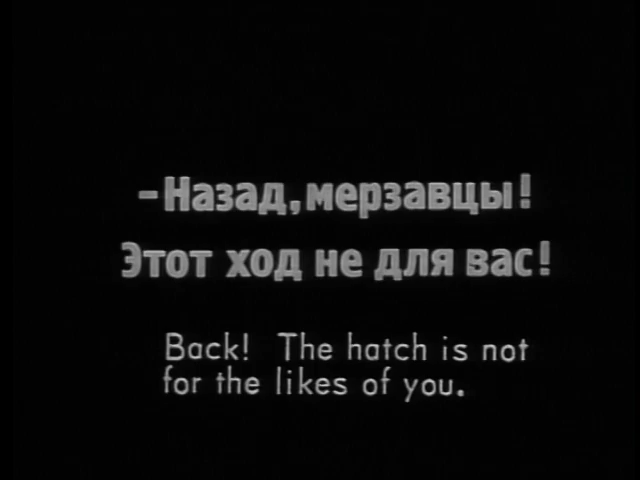 -Назад, мерзавцы!
Этот ход не для вас!
Back! The hatch is not
for the likes of you.